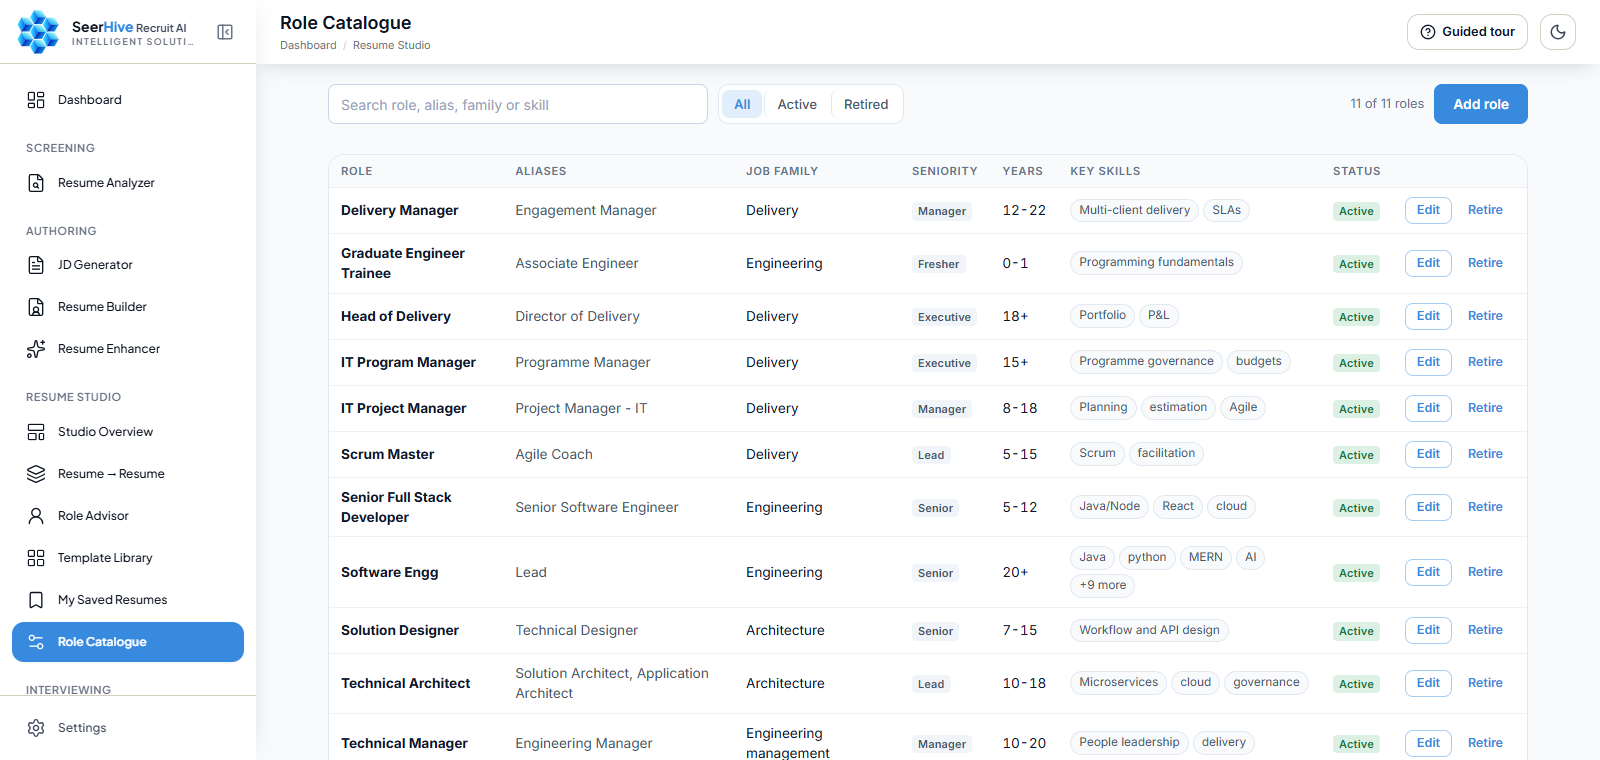 SeerHive Recruit AI
INTELLIGENT SOLUTI...
Role Catalogue
Dashboard / Resume Studio
Guided tour
Dashboard
SCREENING
Resume Analyzer
AUTHORING
JD Generator
Resume Builder
Resume Enhancer
RESUME STUDIO
Studio Overview
Resume → Resume
Role Advisor
Template Library
My Saved Resumes
Role Catalogue
INTERVIEWING
Settings
Search role, alias, family or skill
All Active Retired
11 of 11 roles Add role
ROLE ALIASES JOB FAMILY SENIORITY YEARS KEY SKILLS STATUS
Delivery Manager Engagement Manager Delivery Manager 12-22 Multi-client delivery SLAs Active Edit Retire
Graduate Engineer
Trainee Associate Engineer Engineering Fresher 0-1 Programming fundamentals Active Edit Retire
Head of Delivery Director of Delivery Delivery Executive 18+ Portfolio P&L Active Edit Retire
IT Program Manager Programme Manager Delivery Executive 15+ Programme governance budgets Active Edit Retire
IT Project Manager Project Manager - IT Delivery Manager 8-18 Planning estimation Agile Active Edit Retire
Scrum Master Agile Coach Delivery Lead 5-15 Scrum facilitation Active Edit Retire
Senior Full Stack
Developer Senior Software Engineer Engineering Senior 5-12 Java/Node React cloud Active Edit Retire
Software Engg Lead Engineering Senior 20+ Java python MERN AI
+9 more Active Edit Retire
Solution Designer Technical Designer Architecture Senior 7-15 Workflow and API design Active Edit Retire
Technical Architect Solution Architect, Application
Architect Architecture Lead 10-18 Microservices cloud governance Active Edit Retire
Technical Manager Engineering Manager Engineering
management Manager 10-20 People leadership delivery Active Edit Retire